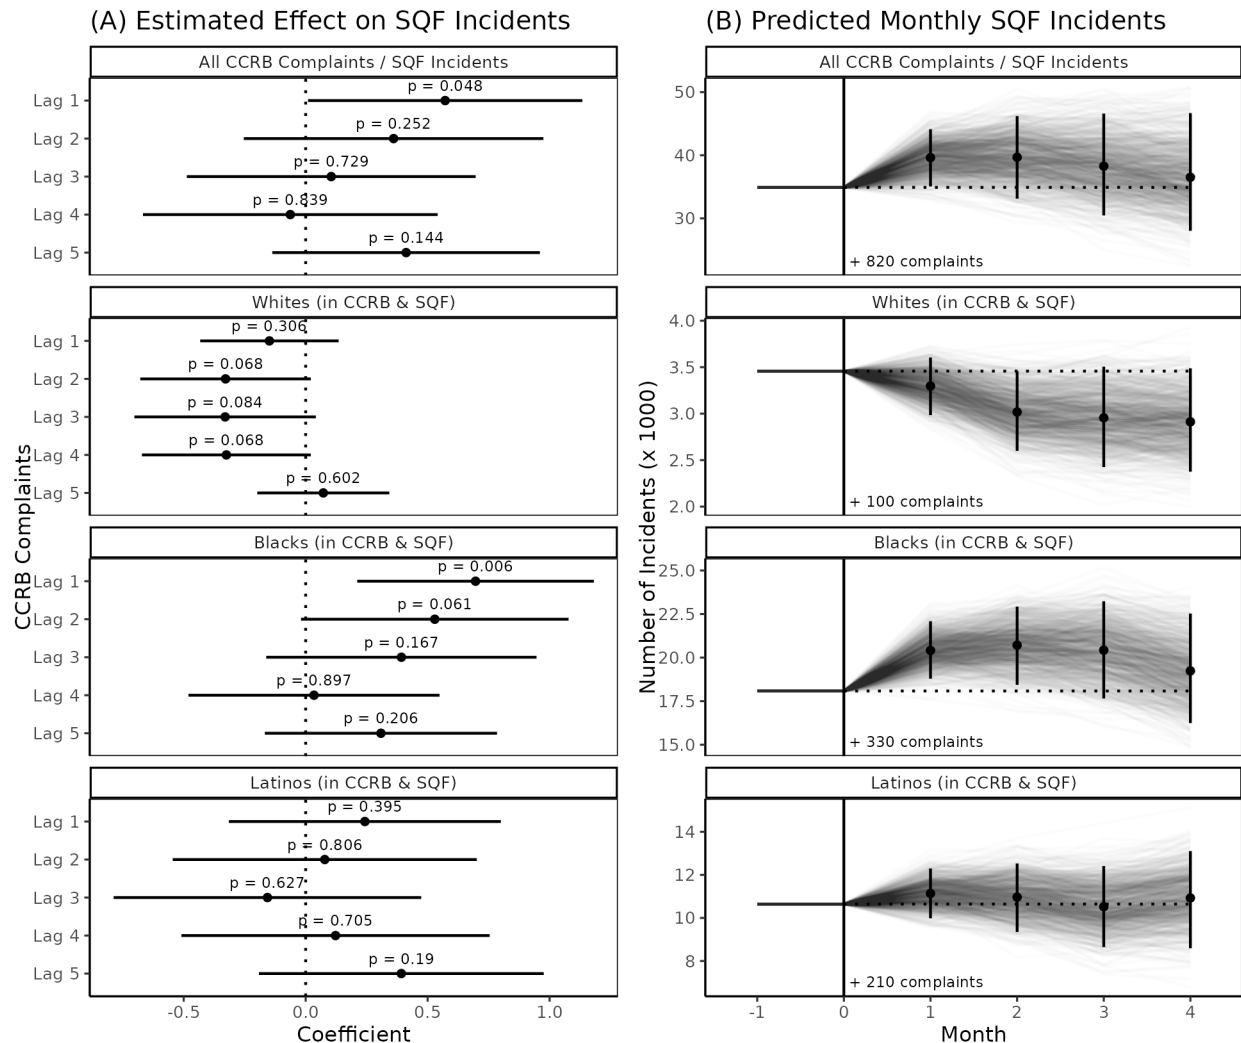 (A) Estimated Effect on SQF Incidents
All CCRB Complaints / SQF Incidents
Lag 1
p = 0.048
Lag 2
p = 0.252
Lag 3
p = 0.729
Lag 4
p = 0.839
Lag 5
p = 0.144
Whites (in CCRB & SQF)
Lag 1
p = 0.306
Lag 2
p = 0.068
Lag 3
p = 0.084
Lag 4
p = 0.068
Lag 5
p = 0.602
Blacks (in CCRB & SQF)
Lag 1
p = 0.006
Lag 2
p = 0.061
Lag 3
p = 0.167
Lag 4
p = 0.897
Lag 5
p = 0.206
Latinos (in CCRB & SQF)
Lag 1
p = 0.395
Lag 2
p = 0.806
Lag 3
p = 0.627
Lag 4
p = 0.705
Lag 5
p = 0.19
-0.5 0.0 0.5 1.0
Coefficient
CCRB Complaints
(B) Predicted Monthly SQF Incidents
All CCRB Complaints / SQF Incidents
50
40
30
+ 820 complaints
Whites (in CCRB & SQF)
4.0
3.5
3.0
2.5
2.0
+ 100 complaints
Blacks (in CCRB & SQF)
25.0
22.5
20.0
17.5
15.0
+ 330 complaints
Latinos (in CCRB & SQF)
14
12
10
8
+ 210 complaints
-1 0 1 2 3 4
Month
Number of Incidents (x 1000)